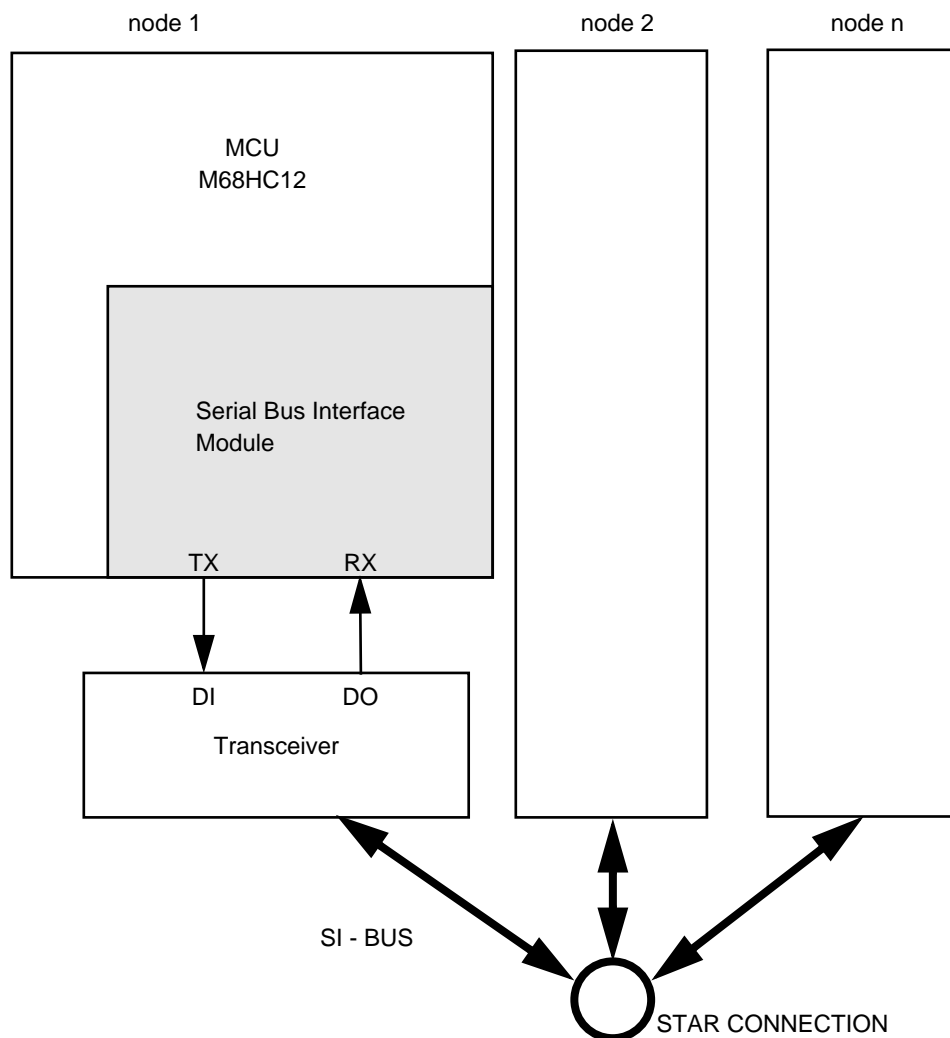 node 1
node 2
node n
MCU
M68HC12
Serial Bus Interface
Module
TX
RX
DI
DO
Transceiver
SI - BUS
STAR CONNECTION